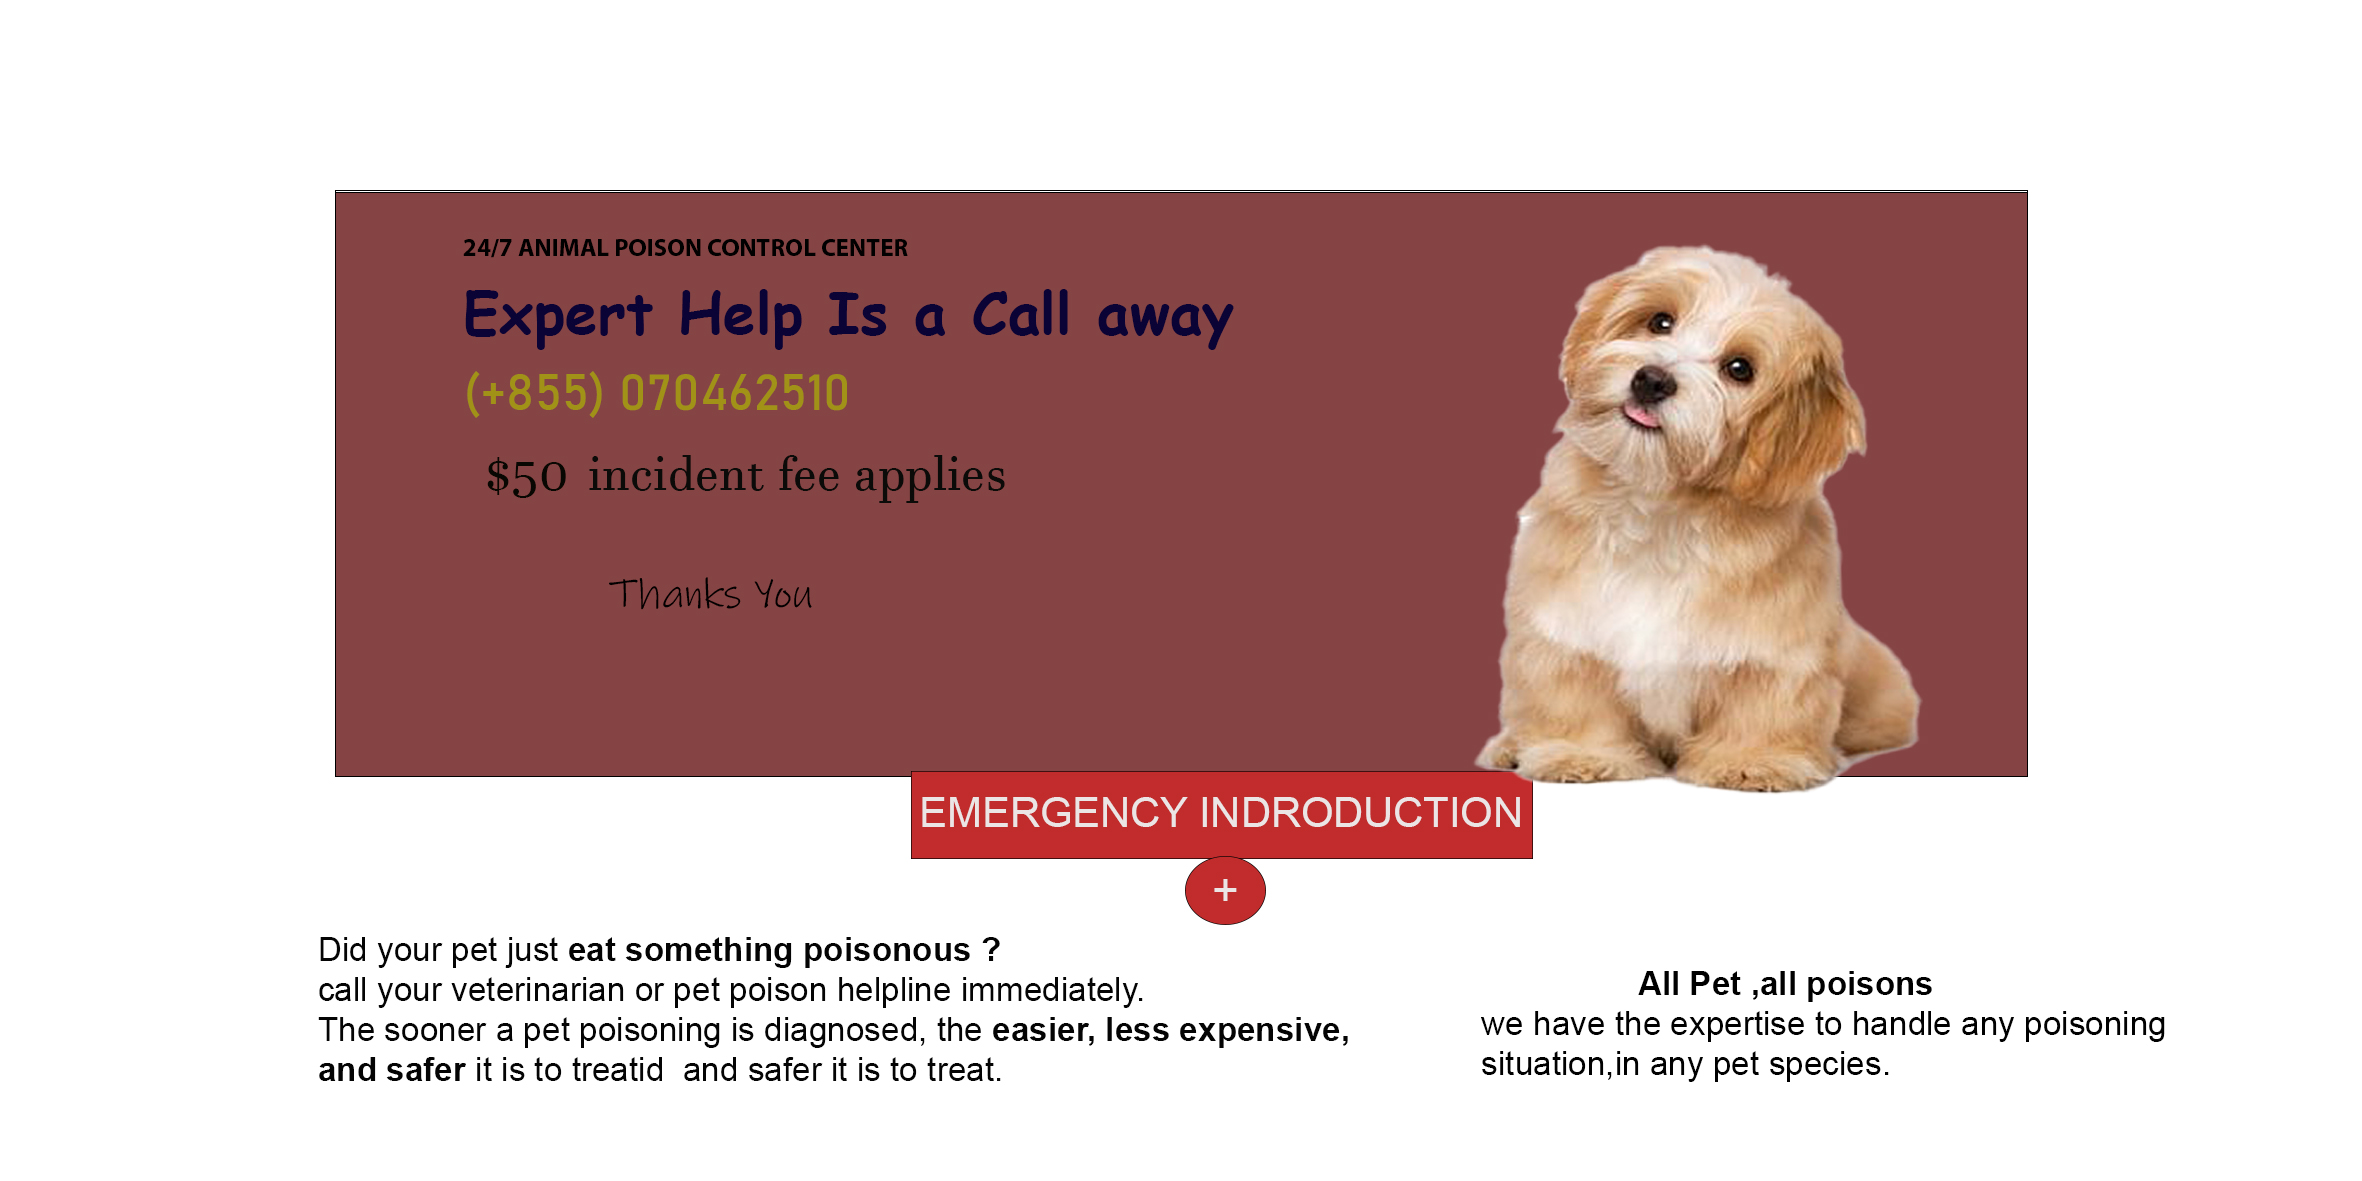 24/7 ANIMAL POISON CONTROL CENTER
Expert Help Is a Call away
(+855) 070462510
$50 incident fee applies
Thanks You
EMERGENCY INDRODUCTION
+
Did your pet just eat something poisonous ?
call your veterinarian or pet poison helpline immediately.
The sooner a pet poisoning is diagnosed, the easier, less expensive,
and safer it is to treatid  and safer it is to treat.
All Pet ,all poisons
we have the expertise to handle any poisoning
situation,in any pet species.